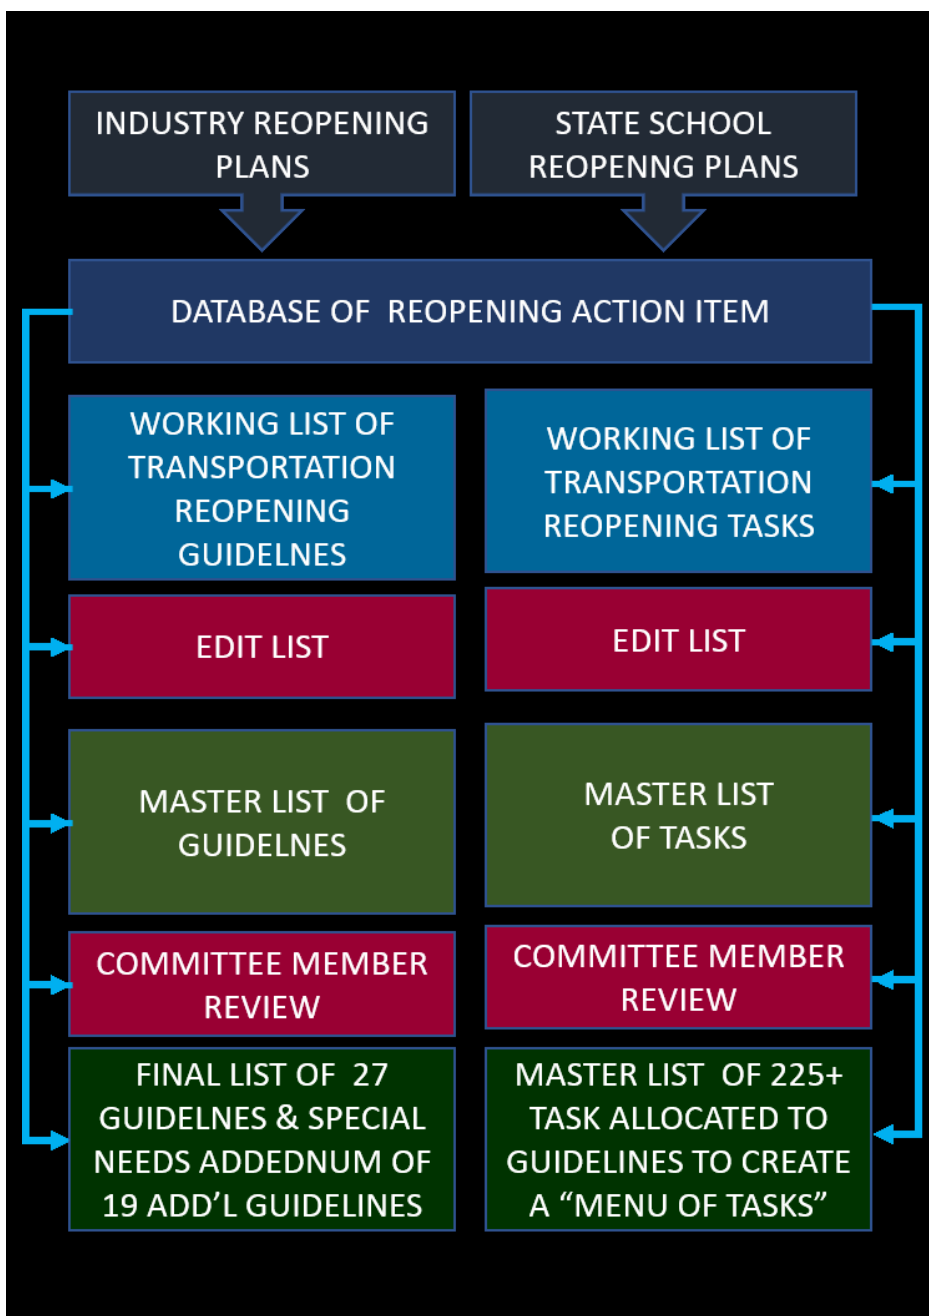 INDUSTRY REOPENING
PLANS
STATE SCHOOL
REOPENNG PLANS
DATABASE OF  REOPENING ACTION ITEM
WORKING LIST OF
TRANSPORTATION
REOPENING
GUIDELNES
WORKING LIST OF
TRANSPORTATION
REOPENING TASKS
EDIT LIST
EDIT LIST
MASTER LIST  OF
GUIDELNES
MASTER LIST
OF TASKS
COMMITTEE MEMBER
REVIEW
COMMITTEE MEMBER
REVIEW
FINAL LIST OF  27
GUIDELNES & SPECIAL
NEEDS ADDEDNUM OF
19 ADD’L GUIDELINES
MASTER LIST  OF 225+
TASK ALLOCATED TO
GUIDELINES TO CREATE
A “MENU OF TASKS”